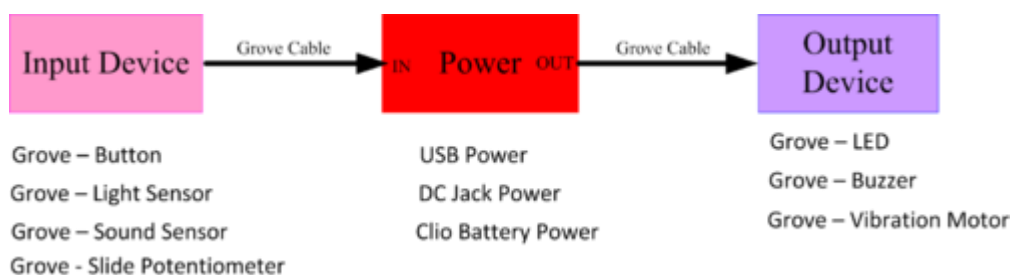 Input Device
Grove Cable
IN Power OUT
Grove Cable
Output
Device
Grove – Button
Grove – Light Sensor
Grove – Sound Sensor
Grove - Slide Potentiometer
USB Power
DC Jack Power
Clio Battery Power
Grove – LED
Grove – Buzzer
Grove – Vibration Motor